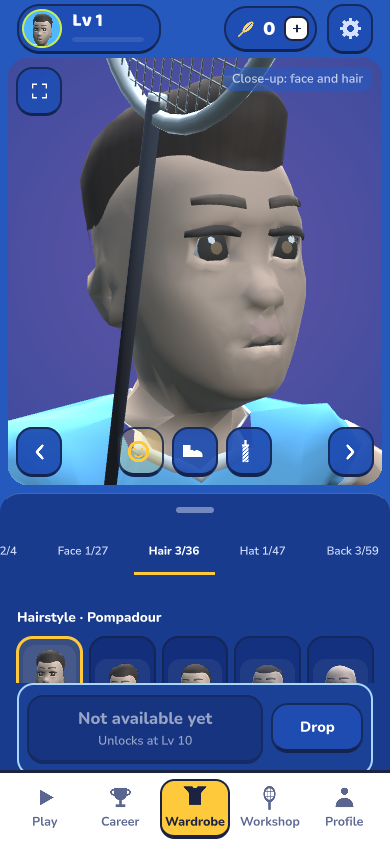 Lv 1
0
+
Close-up: face and hair
2/4
Face 1/27
Hair 3/36
Hat 1/47
Back 3/59
Hairstyle · Pompadour
Not available yet
Unlocks at Lv 10
Drop
Play
Career
Wardrobe
Workshop
Profile